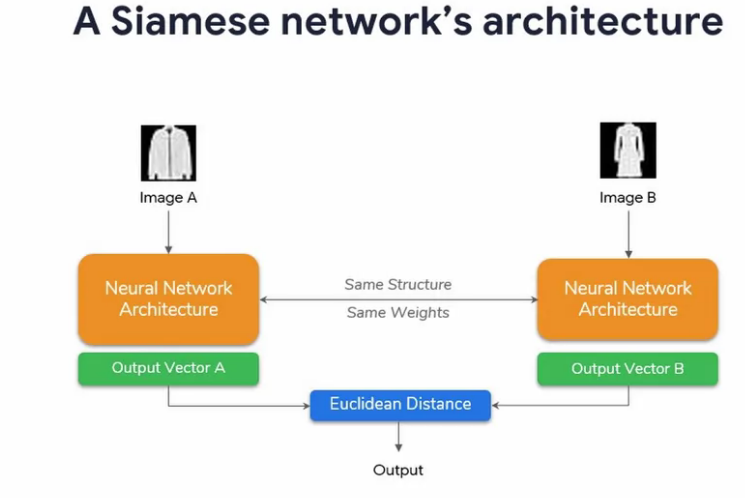 A Siamese network's architecture
Image A
Image B
Neural Network
Architecture
Same Structure
Same Weights
Neural Network
Architecture
Output Vector A
Output Vector B
Euclidean Distance
Output